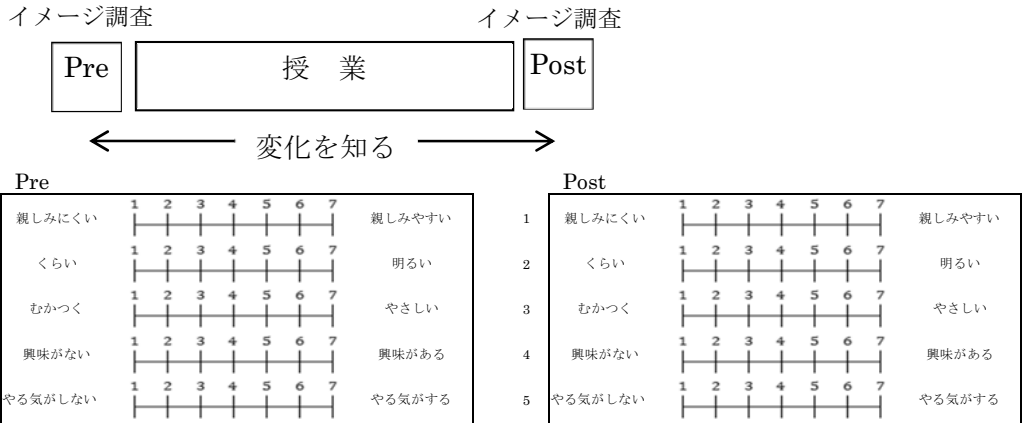 イメージ調査 イメージ調査
Pre 授 業 Post
変化を知る
Pre Post
1 2 3 4 5 6 7 1 2 3 4 5 6 7
親しみにくい 親しみやすい 1 親しみにくい 親しみやすい
1 2 3 4 5 6 7 1 2 3 4 5 6 7
くらい 明るい 2 くらい 明るい
1 2 3 4 5 6 7 1 2 3 4 5 6 7
むかつく やさしい 3 むかつく やさしい
1 2 3 4 5 6 7 1 2 3 4 5 6 7
興味がない 興味がある 4 興味がない 興味がある
1 2 3 4 5 6 7 1 2 3 4 5 6 7
やる気がしない やる気がする 5 やる気がしない やる気がする